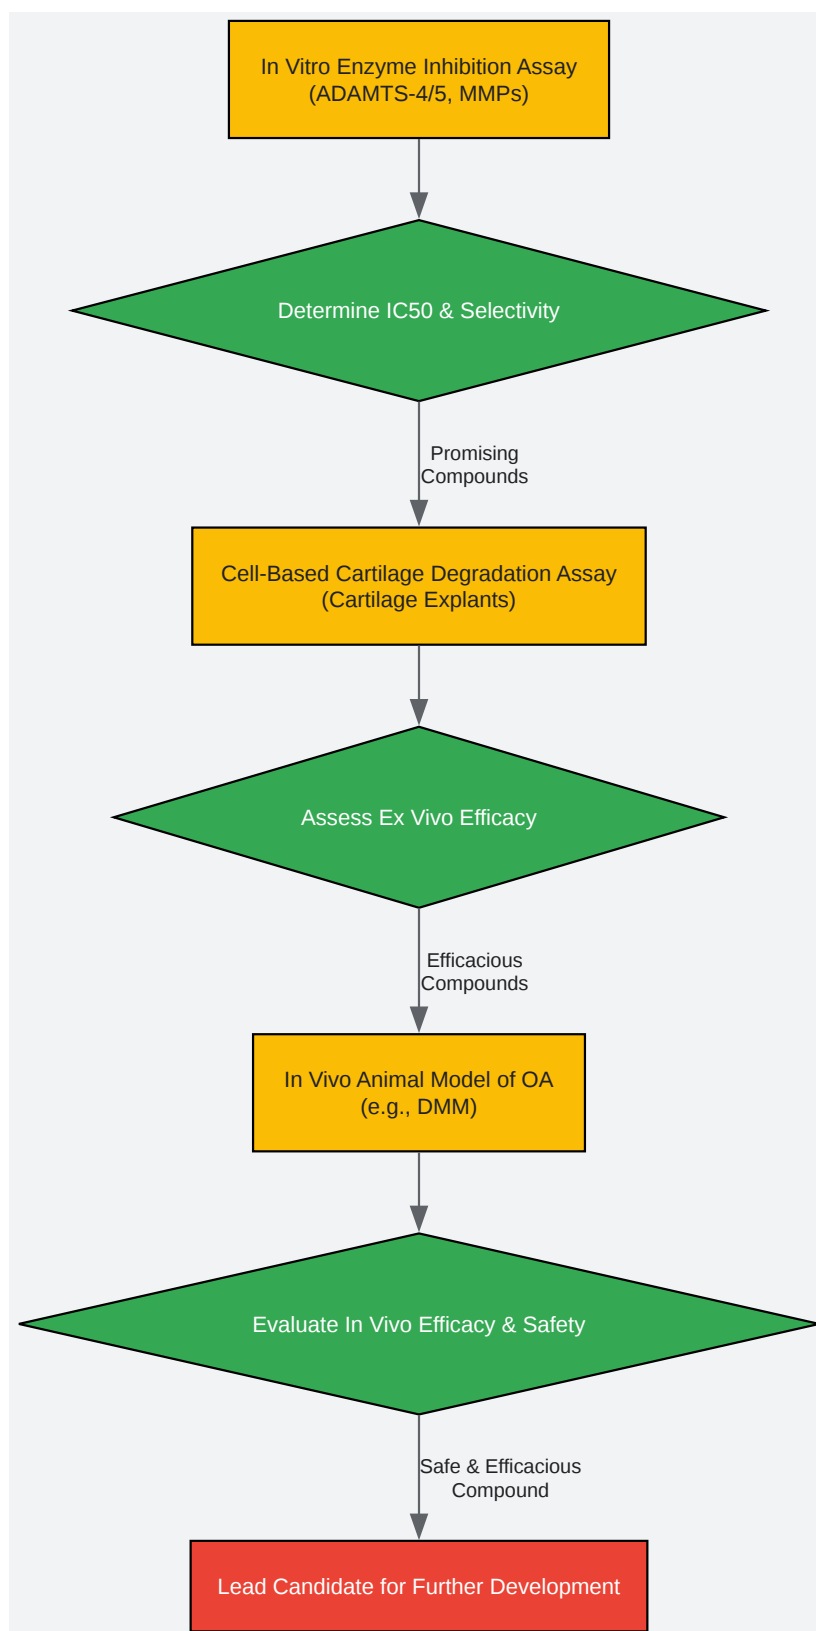 In Vitro Enzyme Inhibition Assay
(ADAMTS-4/5, MMPs)
Determine IC50 & Selectivity
Promising
Compounds
Cell-Based Cartilage Degradation Assay
(Cartilage Explants)
Assess Ex Vivo Efficacy
Efficacious
Compounds
In Vivo Animal Model of OA
(e.g., DMM)
Evaluate In Vivo Efficacy & Safety
Safe & Efficacious
Compound
Lead Candidate for Further Development